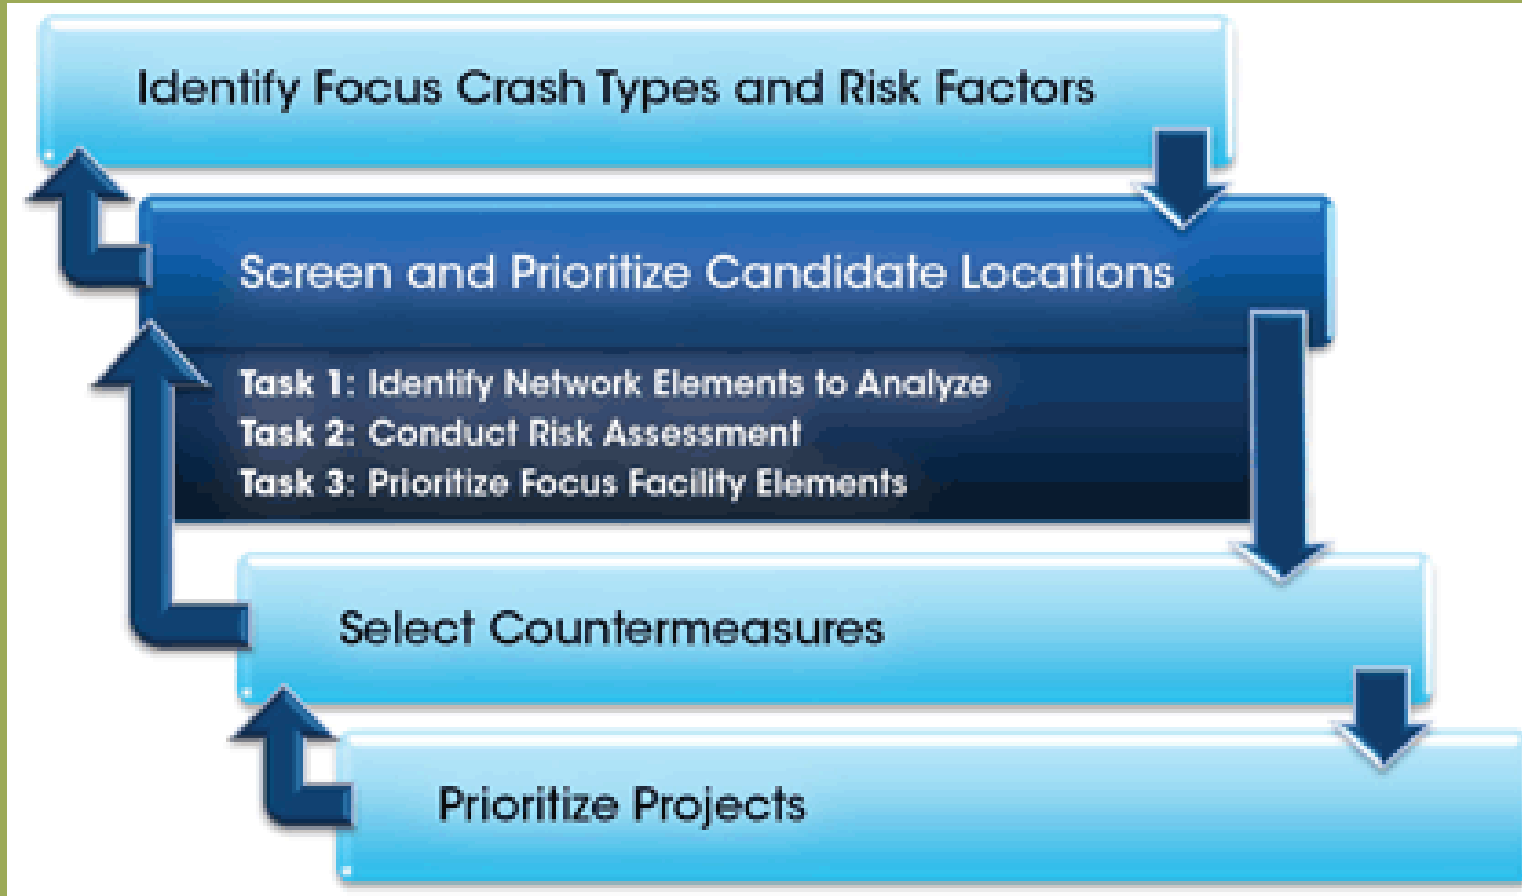 Identify Focus Crash Types and Risk Factors
Screen and Prioritize Candidate Locations
Task 1: Identify Network Elements to Analyze
Task 2: Conduct Risk Assessment
Task 3: Prioritize Focus Facility Elements
Select Countermeasures
Prioritize Projects